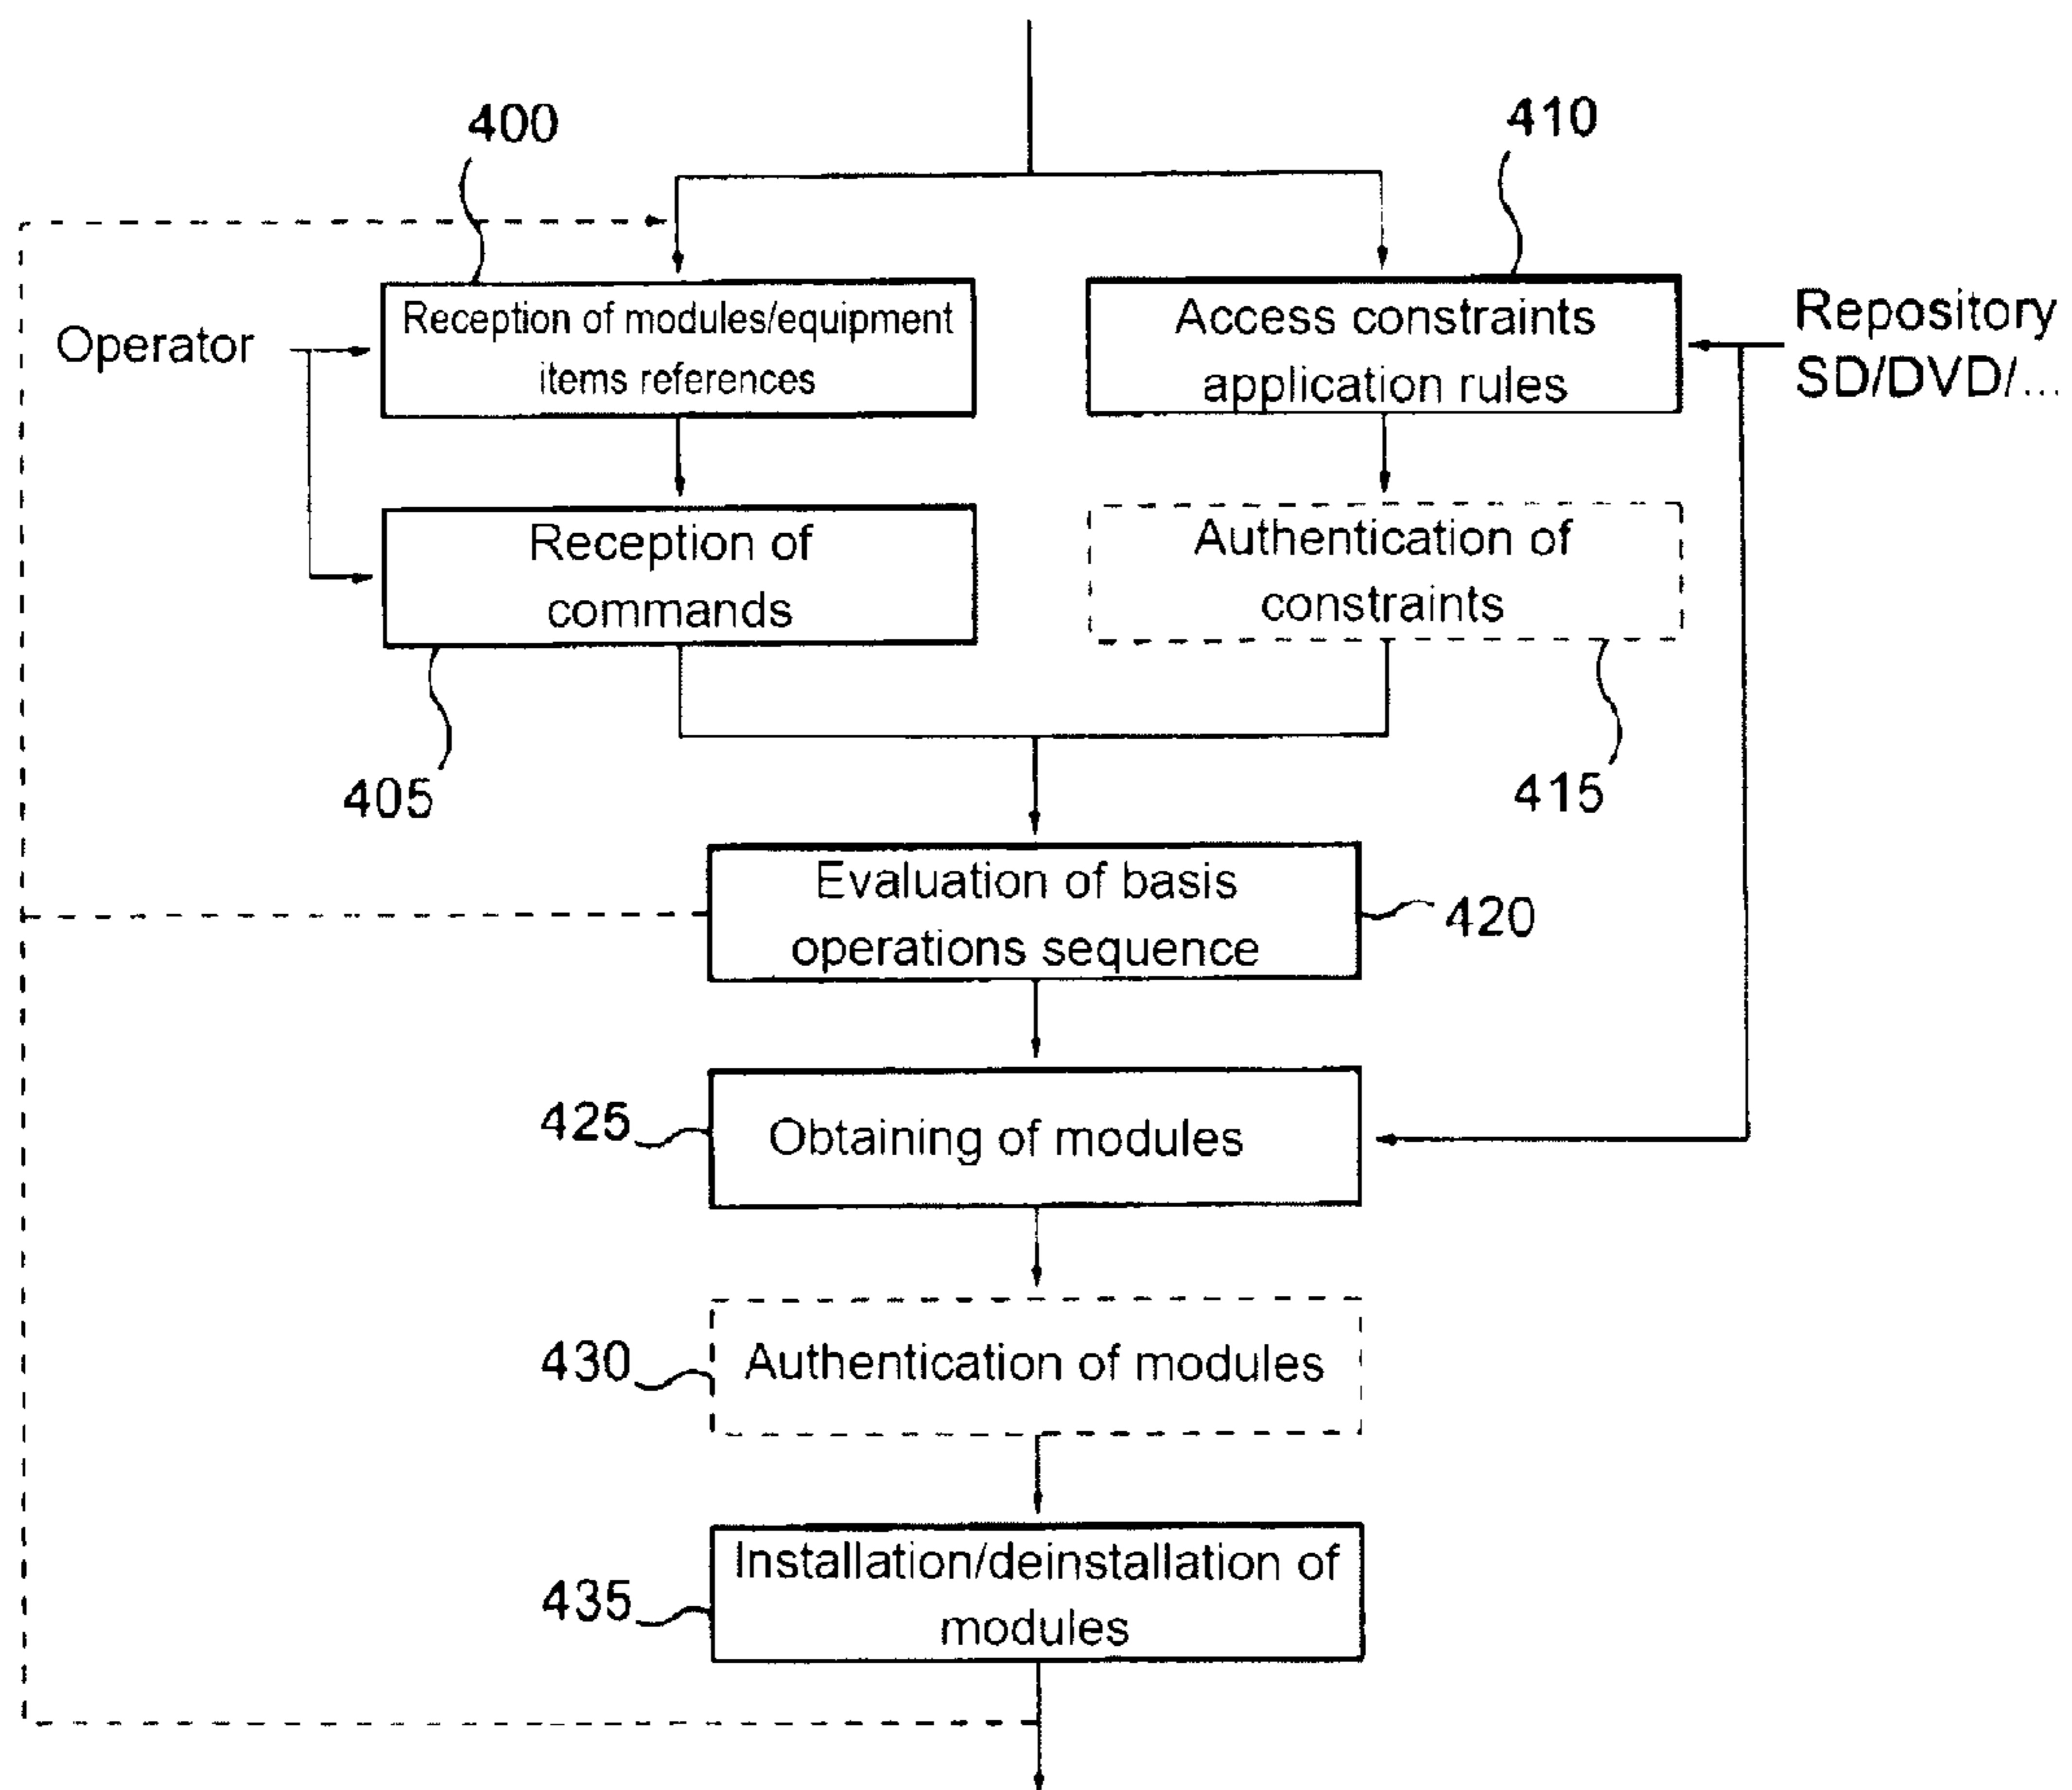 400
410
Operator
Reception of modules/equipment
items references
Access constraints
application rules
Repository
SD/DVD/...
Reception of
commands
Authentication of
constraints
405
415
Evaluation of basis
operations sequence
420
425
Obtaining of modules
430
Authentication of modules
435
Installation/deinstallation of
modules